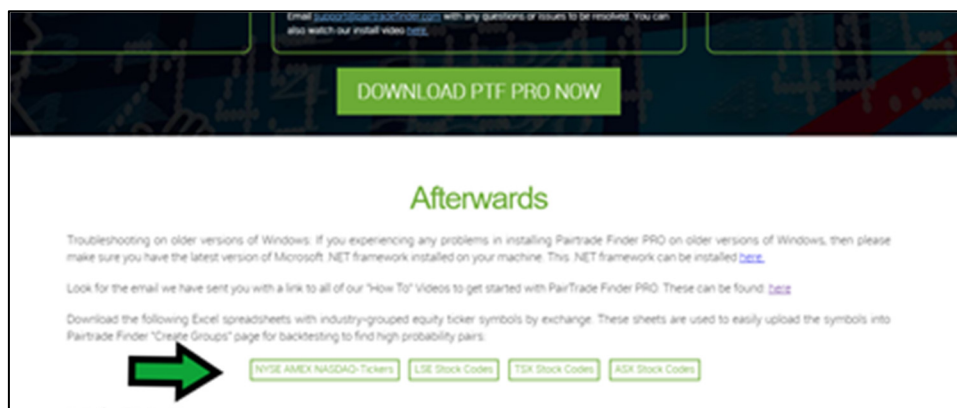 Email support@pairtradefinder.com with any questions or issues to be resolved. You can
also watch our install video here.
DOWNLOAD PTF PRO NOW
Afterwards
Troubleshooting on older versions of Windows: If you experiencing any problems in installing Pairtrade Finder PRO on older versions of Windows, then please
make sure you have the latest version of Microsoft .NET framework installed on your machine. This .NET framework can be installed here.
Look for the email we have sent you with a link to all of our "How To" Videos to get started with PairTrade Finder PRO. These can be found: here
Download the following Excel spreadsheets with industry-grouped equity ticker symbols by exchange. These sheets are used to easily upload the symbols into
Pairtrade Finder "Create Groups" page for backtesting to find high probability pairs:
NYSE AMEX NASDAQ-Tickers LSE Stock Codes TSX Stock Codes ASX Stock Codes